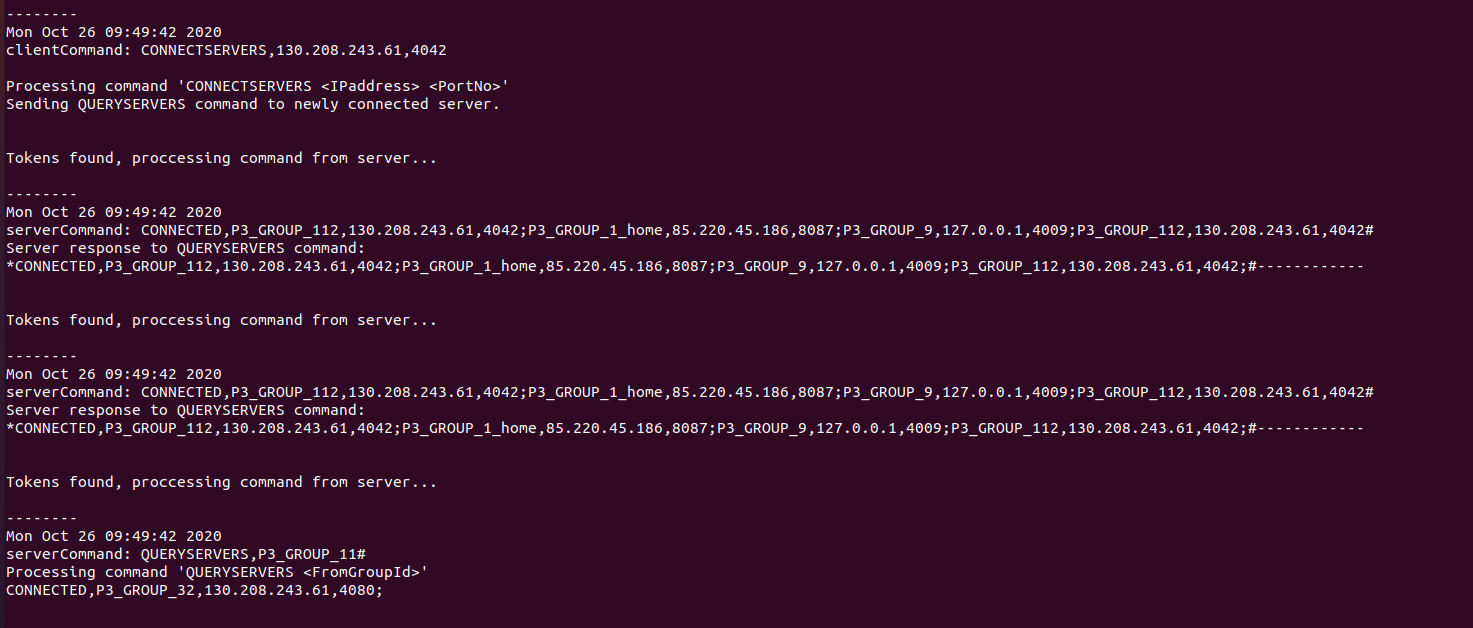 --------
Mon Oct 26 09:49:42 2020
clientCommand: CONNECTSERVERS,130.208.243.61,4042
Processing command 'CONNECTSERVERS <IPaddress> <PortNo>'
Sending QUERYSERVERS command to newly connected server.
Tokens found, proccessing command from server...
--------
Mon Oct 26 09:49:42 2020
serverCommand: CONNECTED,P3_GROUP_112,130.208.243.61,4042;P3_GROUP_1_home,85.220.45.186,8087;P3_GROUP_9,127.0.0.1,4009;P3_GROUP_112,130.208.243.61,4042#
Server response to QUERYSERVERS command:
*CONNECTED,P3_GROUP_112,130.208.243.61,4042;P3_GROUP_1_home,85.220.45.186,8087;P3_GROUP_9,127.0.0.1,4009;P3_GROUP_112,130.208.243.61,4042;#------------
Tokens found, proccessing command from server...
--------
Mon Oct 26 09:49:42 2020
serverCommand: CONNECTED,P3_GROUP_112,130.208.243.61,4042;P3_GROUP_1_home,85.220.45.186,8087;P3_GROUP_9,127.0.0.1,4009;P3_GROUP_112,130.208.243.61,4042#
Server response to QUERYSERVERS command:
*CONNECTED,P3_GROUP_112,130.208.243.61,4042;P3_GROUP_1_home,85.220.45.186,8087;P3_GROUP_9,127.0.0.1,4009;P3_GROUP_112,130.208.243.61,4042;#------------
Tokens found, proccessing command from server...
--------
Mon Oct 26 09:49:42 2020
serverCommand: QUERYSERVERS,P3_GROUP_11#
Processing command 'QUERYSERVERS <FromGroupId>'
CONNECTED,P3_GROUP_32,130.208.243.61,4080;